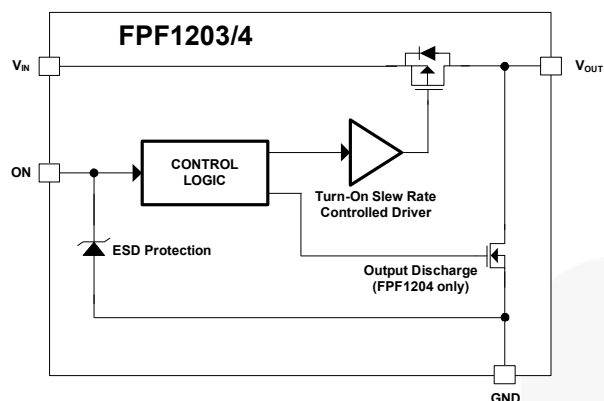 FPF1203/4
VIN
VOUT
ON
CONTROL
LOGIC
Turn-On Slew Rate
Controlled Driver
ESD Protection
Output Discharge
(FPF1204 only)
GND